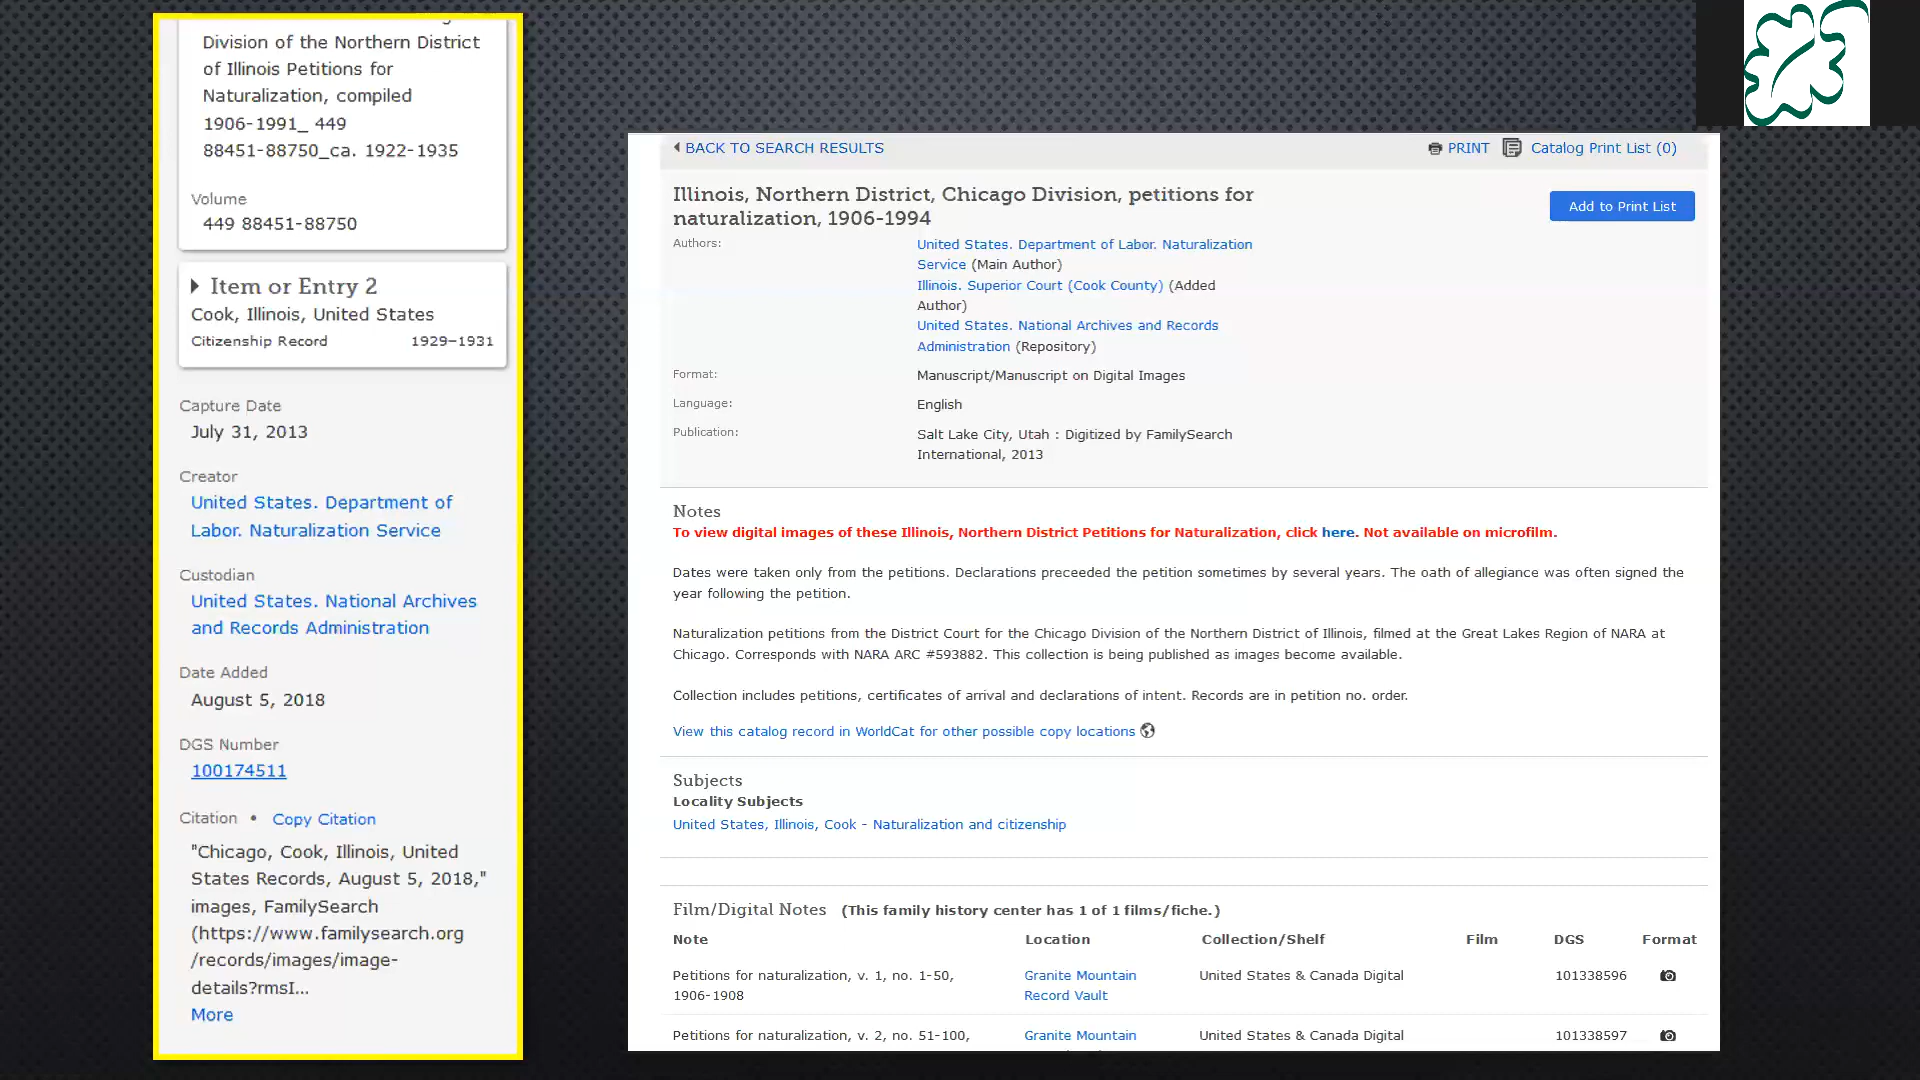 Division of the Northern District
of Illinois Petitions for
Naturalization, compiled
1906-1991_ 449
88451-88750_ca. 1922-1935
Volume
449 88451-88750
Item or Entry 2
Cook, Illinois, United States
Citizenship Record 1929–1931
Capture Date
July 31, 2013
Creator
United States. Department of
Labor. Naturalization Service
Custodian
United States. National Archives
and Records Administration
Date Added
August 5, 2018
DGS Number
100174511
Citation • Copy Citation
"Chicago, Cook, Illinois, United
States Records, August 5, 2018,"
images, FamilySearch
(https://www.familysearch.org
/records/images/image-
details?rmsI...
More
BACK TO SEARCH RESULTS PRINT Catalog Print List (0)
Illinois, Northern District, Chicago Division, petitions for
naturalization, 1906-1994
Add to Print List
Authors: United States. Department of Labor. Naturalization
Service (Main Author)
Illinois. Superior Court (Cook County) (Added
Author)
United States. National Archives and Records
Administration (Repository)
Format: Manuscript/Manuscript on Digital Images
Language: English
Publication: Salt Lake City, Utah : Digitized by FamilySearch
International, 2013
Notes
To view digital images of these Illinois, Northern District Petitions for Naturalization, click here. Not available on microfilm.
Dates were taken only from the petitions. Declarations preceeded the petition sometimes by several years. The oath of allegiance was often signed the
year following the petition.
Naturalization petitions from the District Court for the Chicago Division of the Northern District of Illinois, filmed at the Great Lakes Region of NARA at
Chicago. Corresponds with NARA ARC #593882. This collection is being published as images become available.
Collection includes petitions, certificates of arrival and declarations of intent. Records are in petition no. order.
View this catalog record in WorldCat for other possible copy locations
Subjects
Locality Subjects
United States, Illinois, Cook - Naturalization and citizenship
Film/Digital Notes (This family history center has 1 of 1 films/fiche.)
Note Location Collection/Shelf Film DGS Format
Petitions for naturalization, v. 1, no. 1-50, Granite Mountain United States & Canada Digital 101338596
1906-1908 Record Vault
Petitions for naturalization, v. 2, no. 51-100, Granite Mountain United States & Canada Digital 101338597